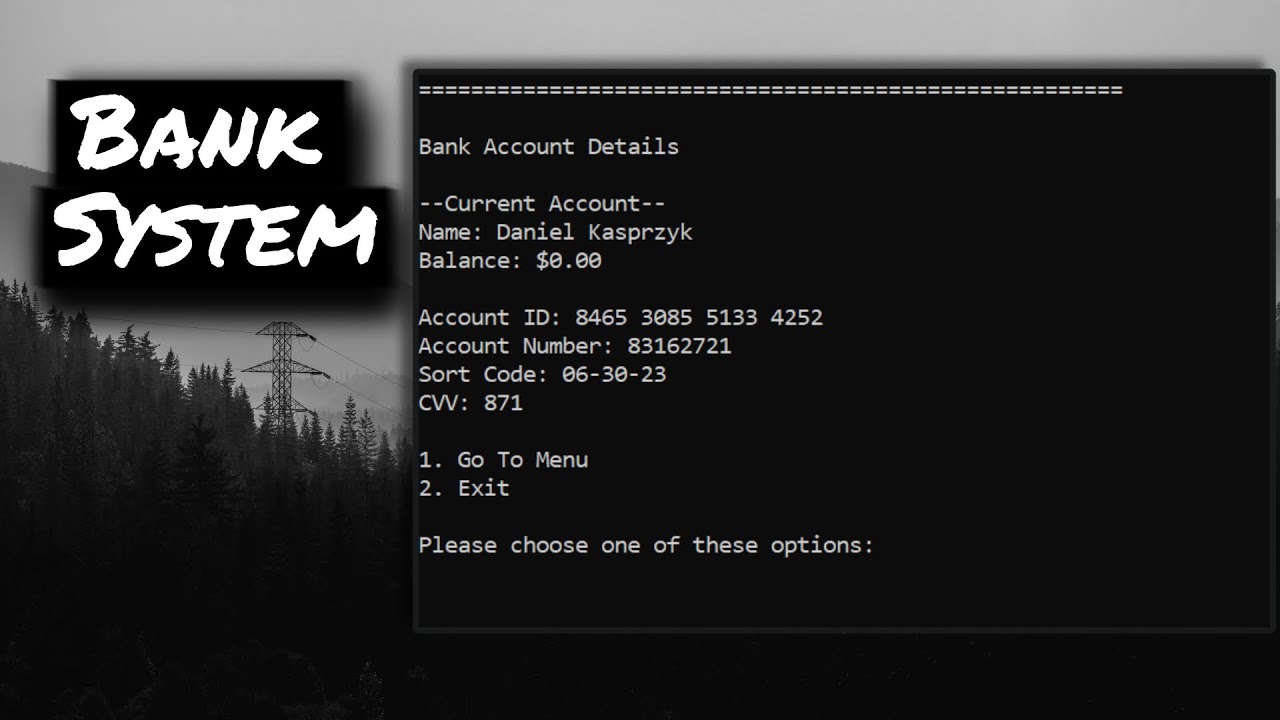 BANK
SYSTEM
======================================================
Bank Account Details
--Current Account--
Name: Daniel Kasprzyk
Balance: $0.00
Account ID: 8465 3085 5133 4252
Account Number: 83162721
Sort Code: 06-30-23
CVV: 871
1. Go To Menu
2. Exit
Please choose one of these options: